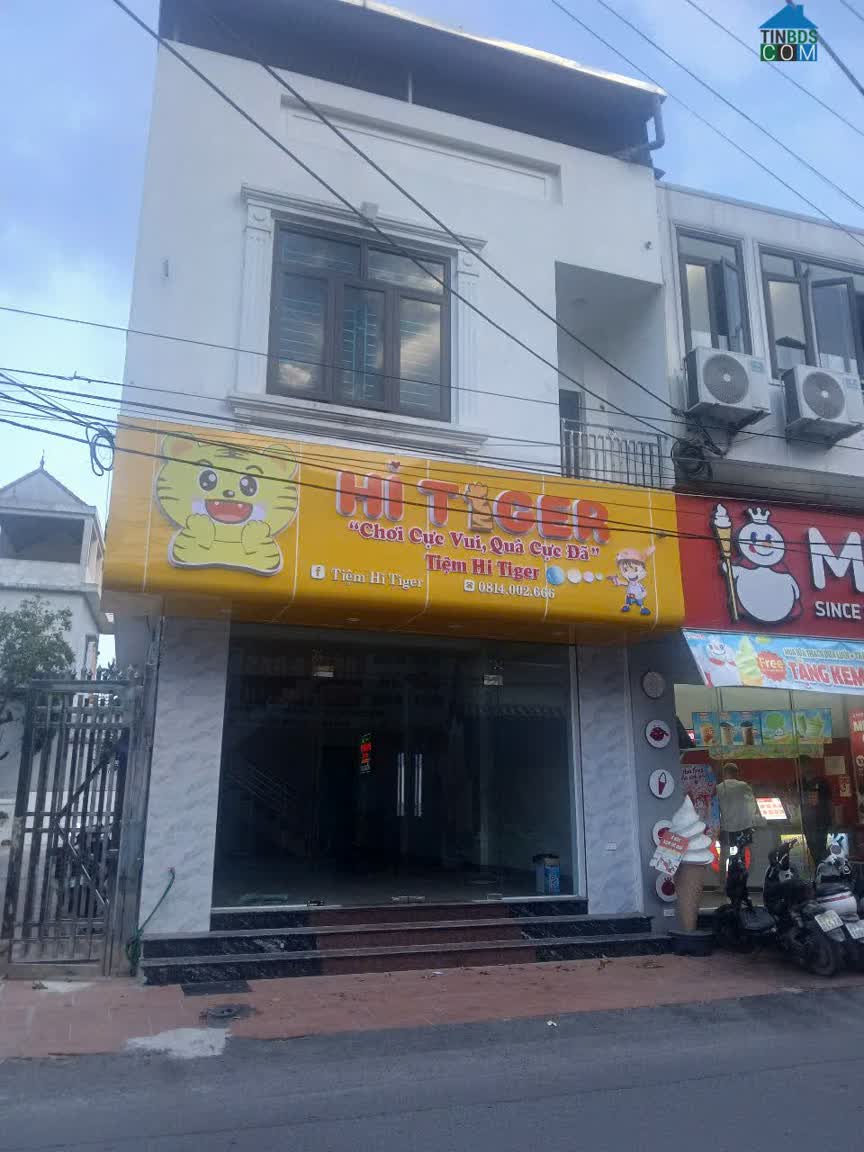 TINBDS
COM
HI TIGER
“Chơi Cực Vui, Quà Cực Đã”
Tiệm Hi Tiger
f Tiệm Hi Tiger
0814.002.666
M
SINCE
Free
TẶNG KEM